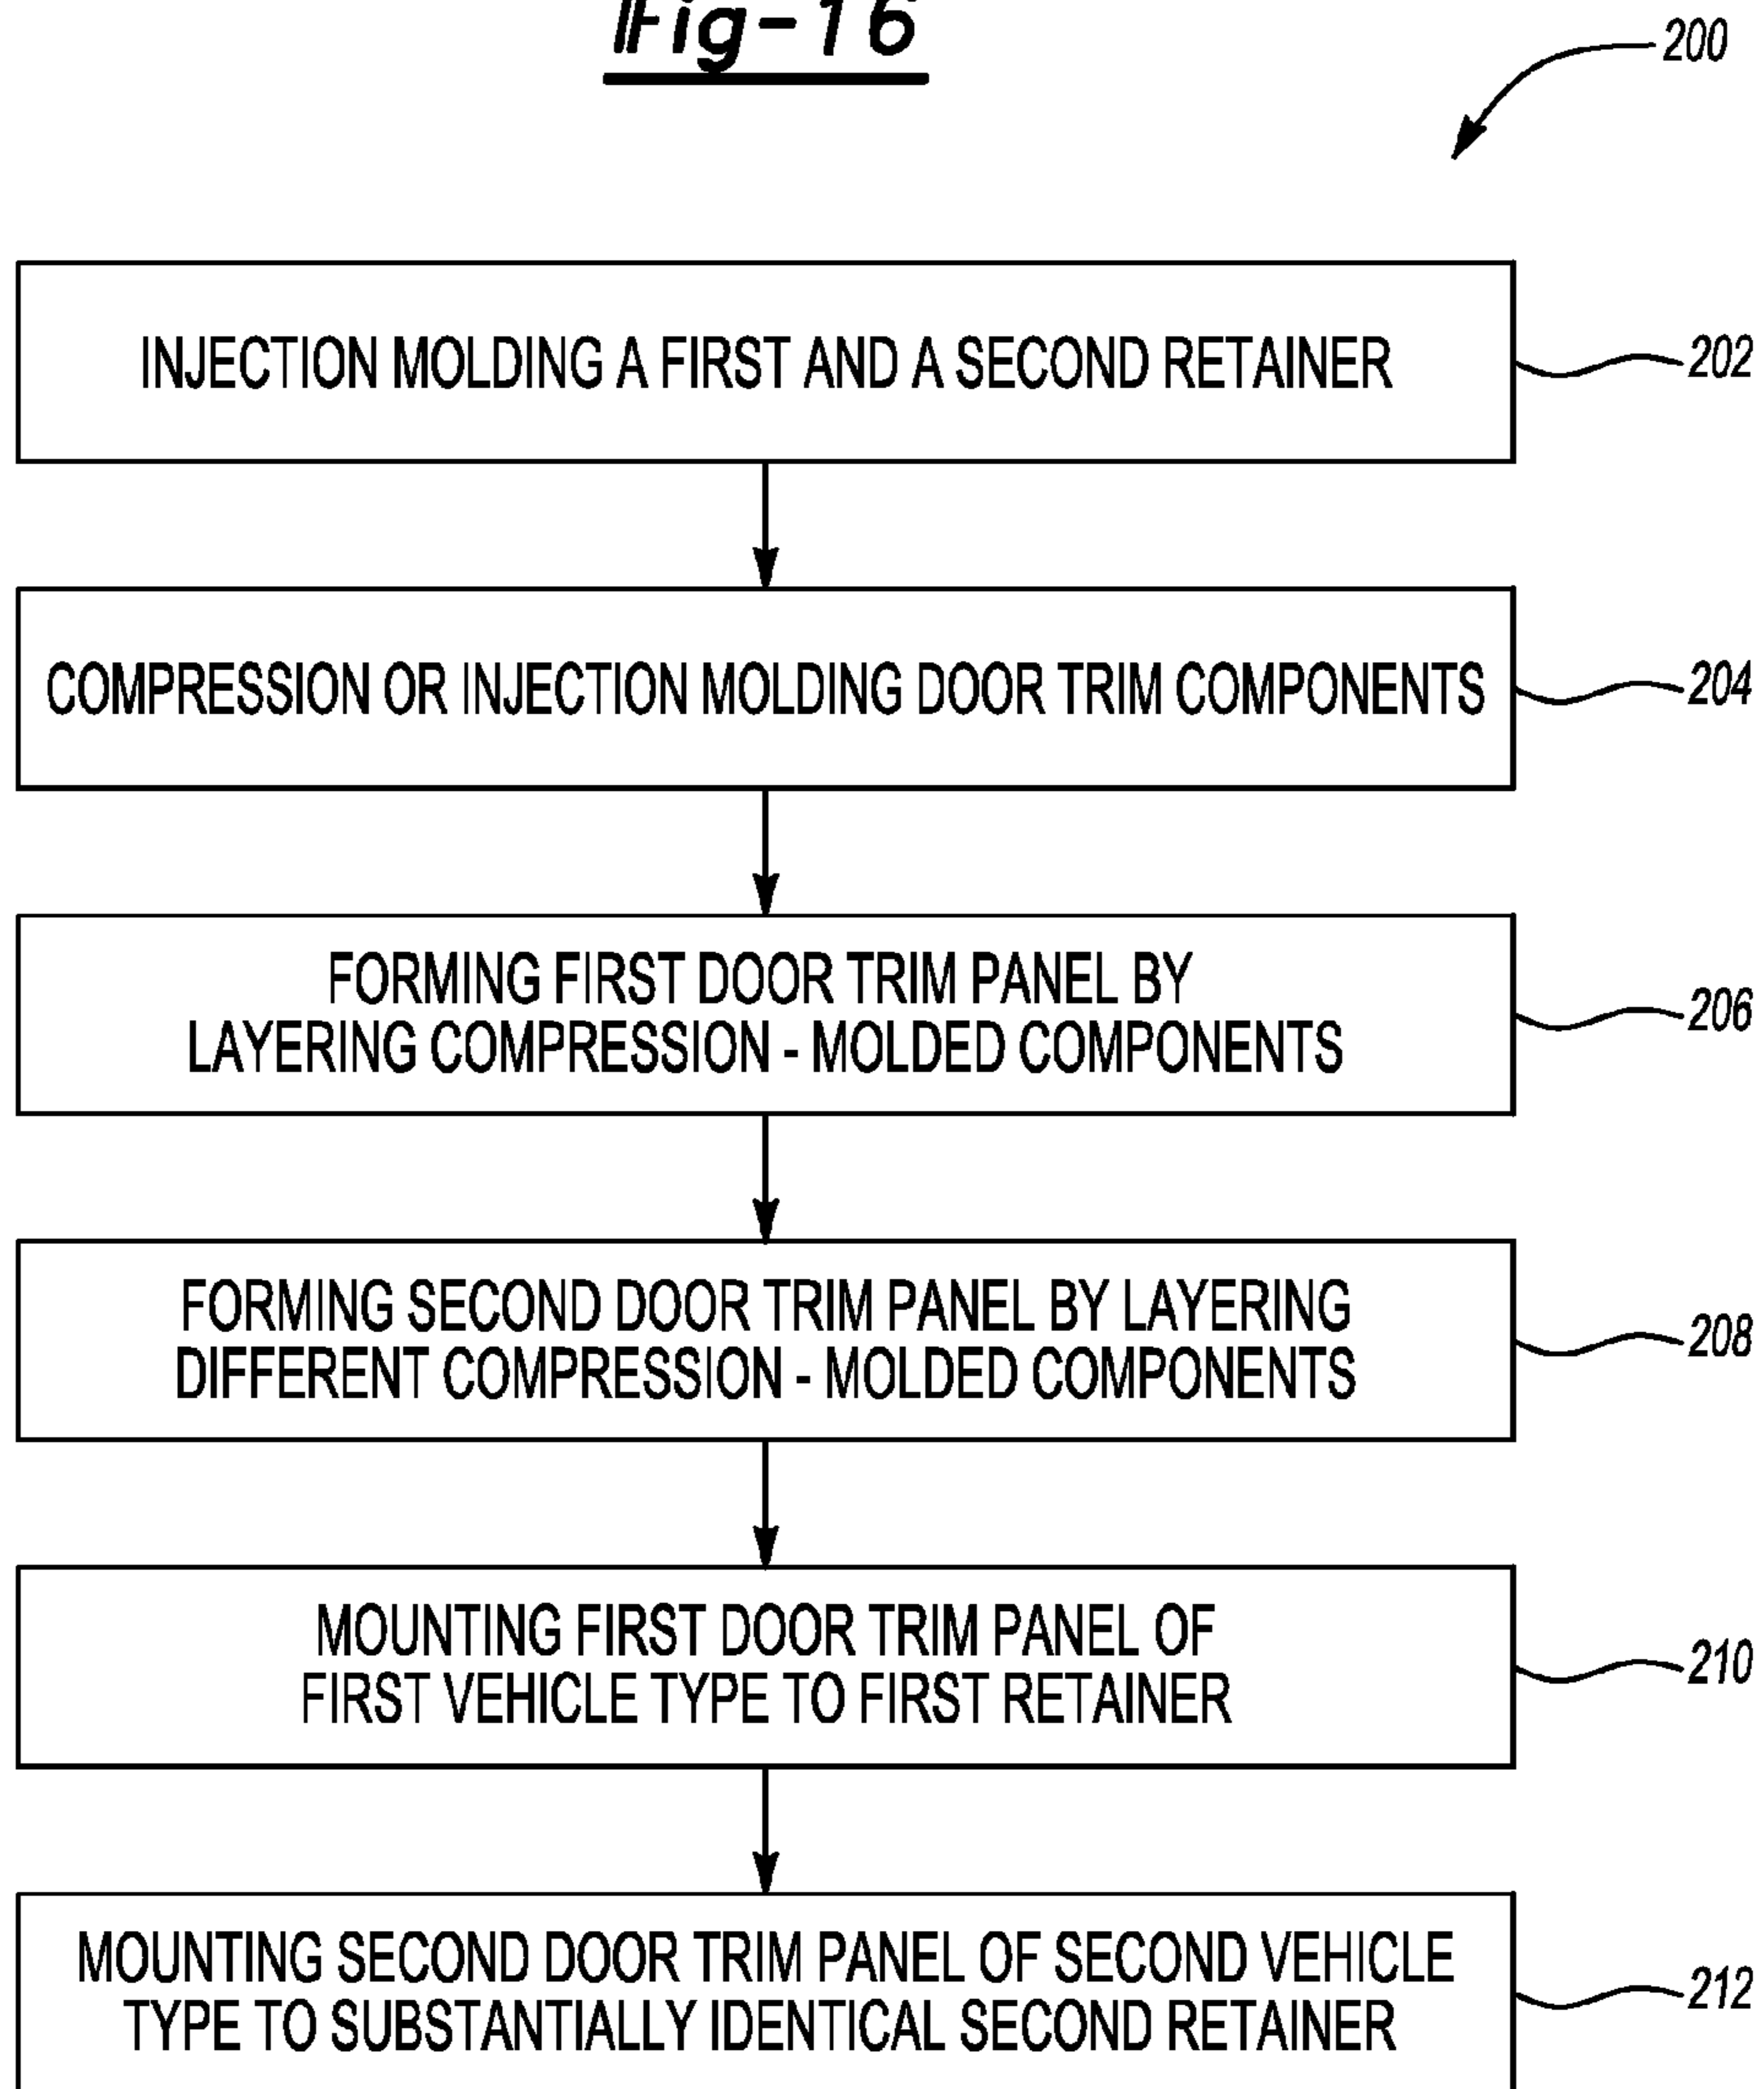 Fig-16
200
INJECTION MOLDING A FIRST AND A SECOND RETAINER
202
COMPRESSION OR INJECTION MOLDING DOOR TRIM COMPONENTS
204
FORMING FIRST DOOR TRIM PANEL BY
LAYERING COMPRESSION - MOLDED COMPONENTS
206
FORMING SECOND DOOR TRIM PANEL BY LAYERING
DIFFERENT COMPRESSION - MOLDED COMPONENTS
208
MOUNTING FIRST DOOR TRIM PANEL OF
FIRST VEHICLE TYPE TO FIRST RETAINER
210
MOUNTING SECOND DOOR TRIM PANEL OF SECOND VEHICLE
TYPE TO SUBSTANTIALLY IDENTICAL SECOND RETAINER
212